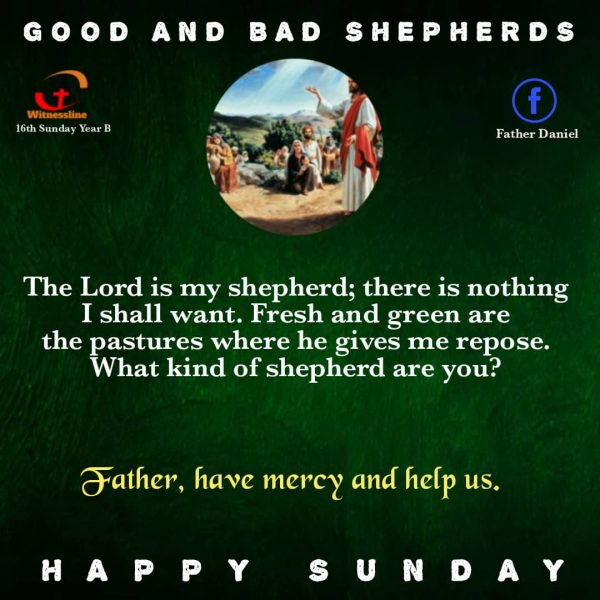 GOOD AND BAD SHEPHERDS
Witnessline
16th Sunday Year B
f
Father Daniel
The Lord is my shepherd; there is nothing
I shall want. Fresh and green are
the pastures where he gives me repose.
What kind of shepherd are you?
Father, have mercy and help us.
HAPPY SUNDAY